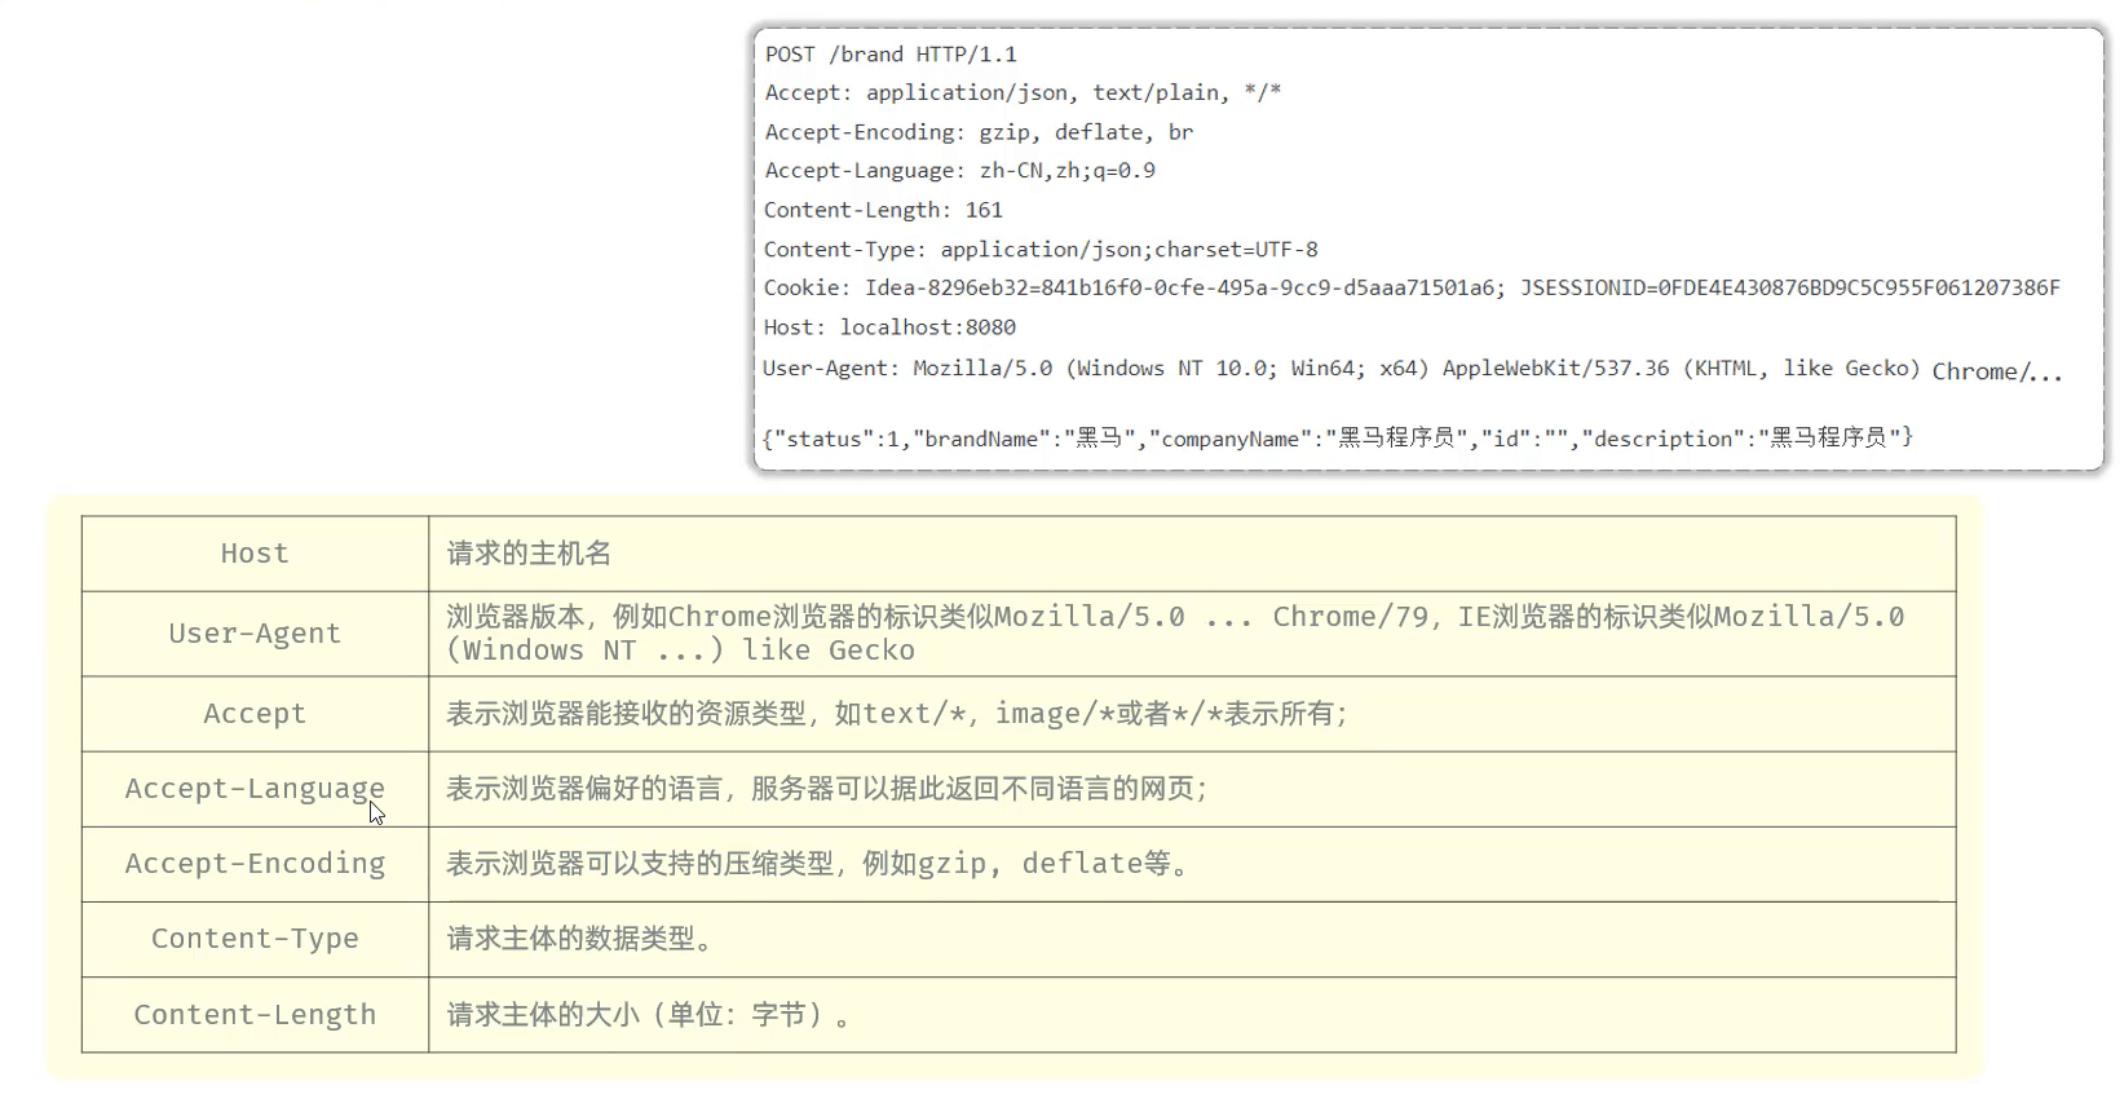 POST /brand HTTP/1.1
Accept: application/json, text/plain, */*
Accept-Encoding: gzip, deflate, br
Accept-Language: zh-CN,zh;q=0.9
Content-Length: 161
Content-Type: application/json;charset=UTF-8
Cookie: Idea-8296eb32=841b16f0-0cfe-495a-9cc9-d5aaa71501a6; JSESSIONID=0FDE4E430876BD9C5C955F061207386F
Host: localhost:8080
User-Agent: Mozilla/5.0 (Windows NT 10.0; Win64; x64) AppleWebKit/537.36 (KHTML, like Gecko) Chrome/...
{"status":1,"brandName":"黑马","companyName":"黑马程序员","id":"","description":"黑马程序员"}
Host
请求的主机名
User-Agent
浏览器版本，例如Chrome浏览器的标识类似Mozilla/5.0 ... Chrome/79，IE浏览器的标识类似Mozilla/5.0
(Windows NT ...) like Gecko
Accept
表示浏览器能接收的资源类型，如text/*，image/*或者*/*表示所有；
Accept-Language
表示浏览器偏好的语言，服务器可以据此返回不同语言的网页；
Accept-Encoding
表示浏览器可以支持的压缩类型，例如gzip, deflate等。
Content-Type
请求主体的数据类型。
Content-Length
请求主体的大小（单位：字节）。